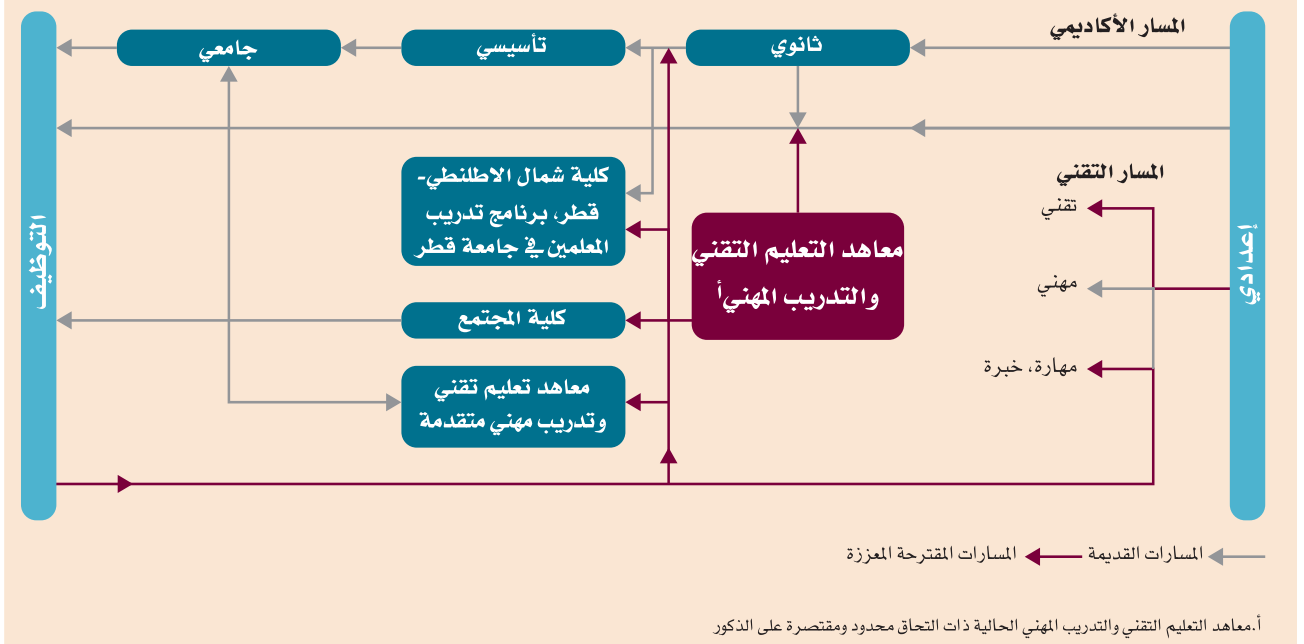 المسار الأكاديمي
إعدادي
ثانوي
تأسيسي
جامعي
التوظيف
المسار التقني
تقني
مهني
مهارة، خبرة
معاهد التعليم التقني
والتدريب المهنيأ
كلية شمال الاطلنطي-
قطر، برنامج تدريب
المعلمين في جامعة قطر
كلية المجتمع
معاهد تعليم تقني
وتدريب مهني متقدمة
المسارات القديمة
المسارات المقترحة المعززة
أ.معاهد التعليم التقني والتدريب المهني الحالية ذات التحاق محدود ومقتصرة على الذكور